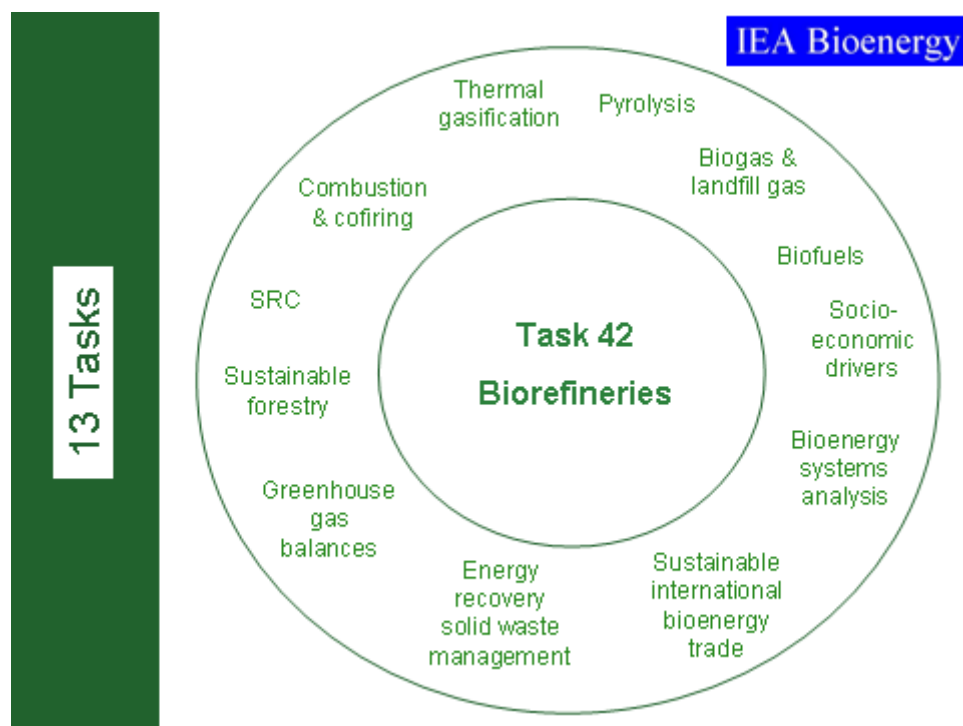 IEA Bioenergy
13 Tasks
Thermal
gasification
Pyrolysis
Biogas &
landfill gas
Combustion
& cofiring
Biofuels
SRC
Socio-
economic
drivers
Task 42
Biorefineries
Sustainable
forestry
Bioenergy
systems
analysis
Greenhouse
gas
balances
Energy
recovery
solid waste
management
Sustainable
international
bioenergy
trade